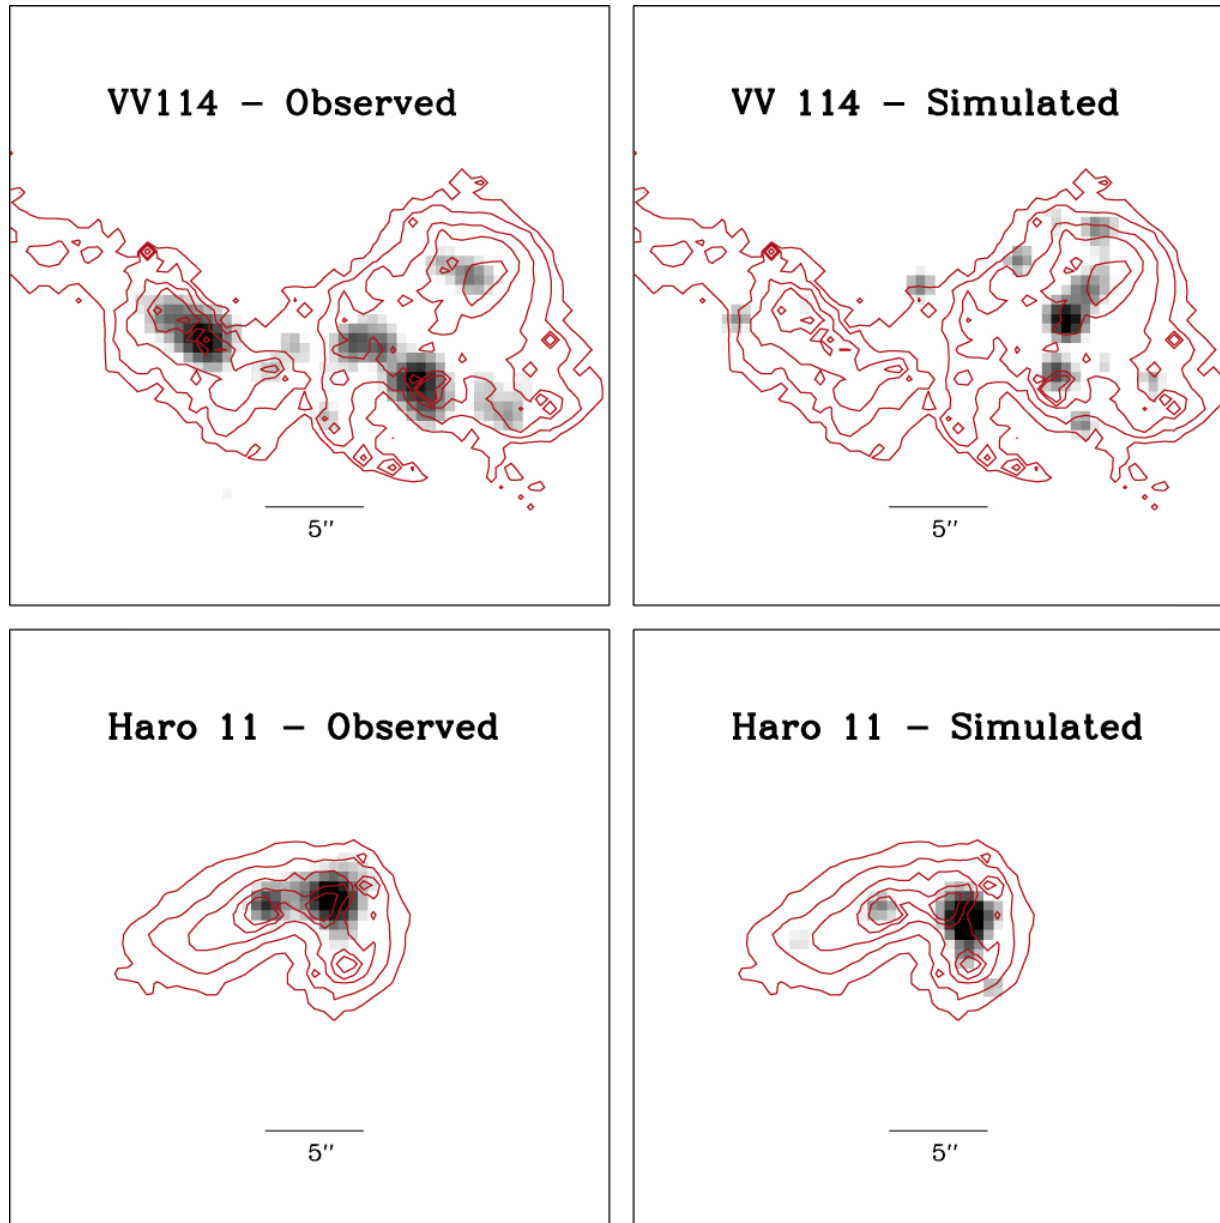 VV114 – Observed
VV 114 – Simulated
5″
5″
Haro 11 – Observed
Haro 11 – Simulated
5″
5″